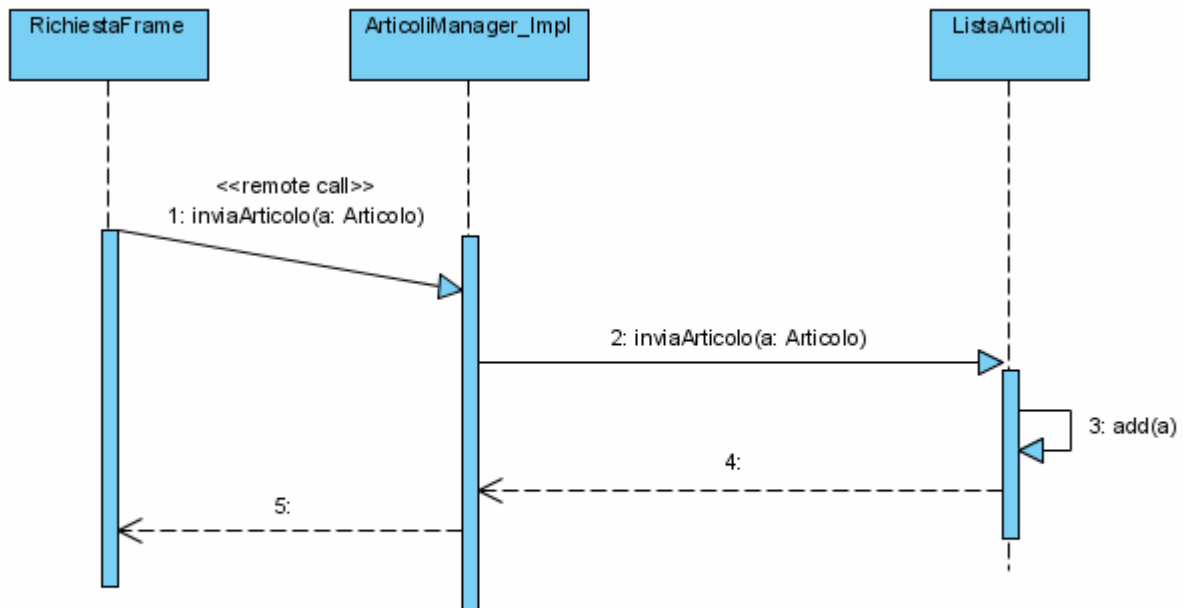 RichiestaFrame
ArticoliManager_Impl
ListaArticoli
<<remote call>>
1: inviaArticolo(a: Articolo)
2: inviaArticolo(a: Articolo)
3: add(a)
4:
5: